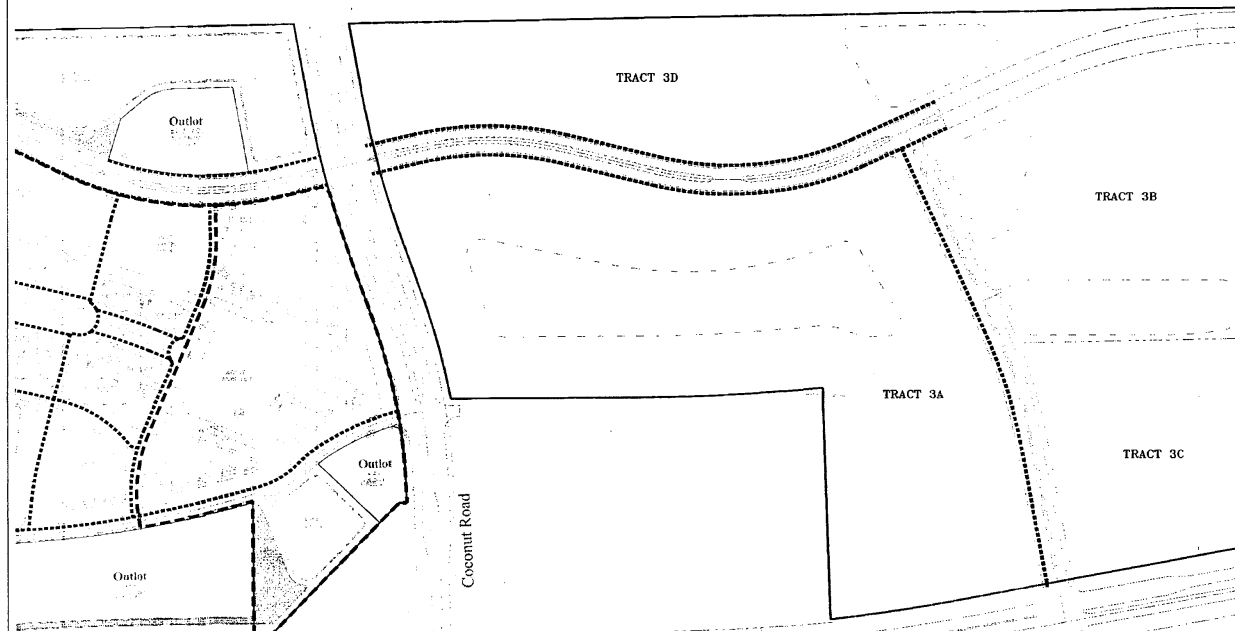 TRACT 3D
Outlot
TRACT 3B
TRACT 3A
TRACT 3C
Outlot
Coconut Road
Outlot